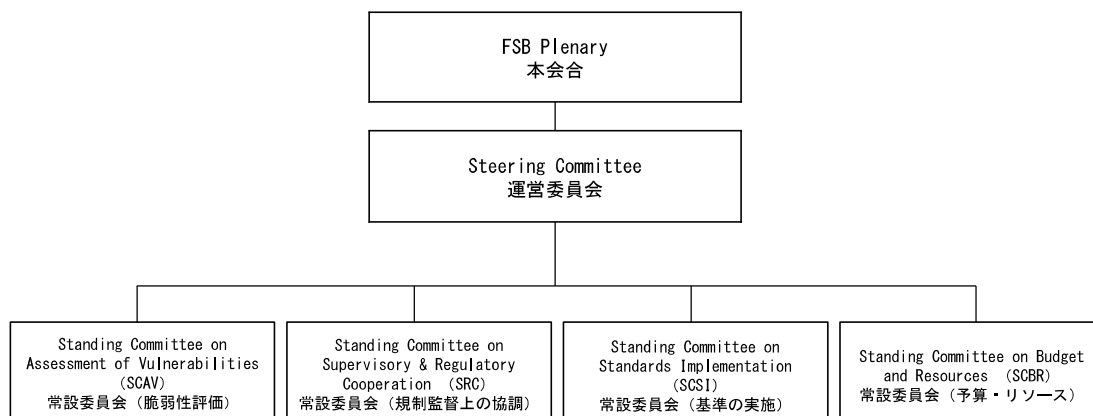 FSB Plenary
本会合
Steering Committee
運営委員会
Standing Committee on
Assessment of Vulnerabilities
(SCAV)
常設委員会（脆弱性評価）
Standing Committee on
Supervisory & Regulatory
Cooperation （SRC）
常設委員会（規制監督上の協調）
Standing Committee on
Standards Implementation
(SCSI)
常設委員会（基準の実施）
Standing Committee on Budget
and Resources （SCBR）
常設委員会（予算・リソース）